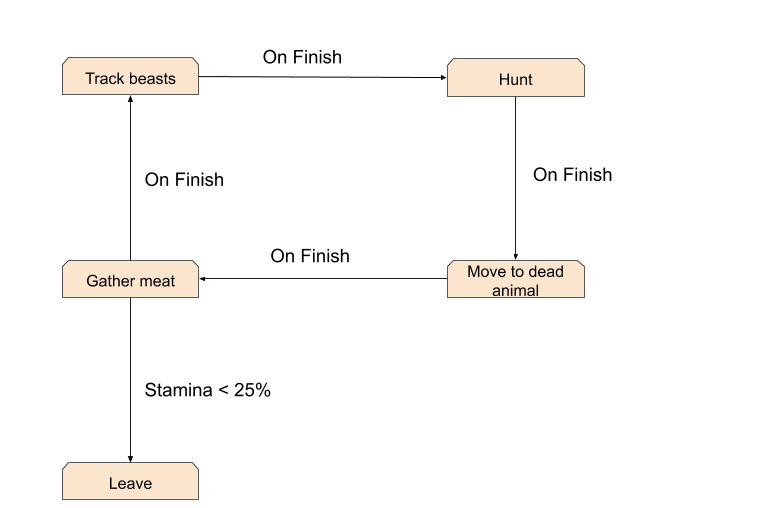 On Finish
Track beasts
Hunt
On Finish
On Finish
On Finish
Gather meat
Move to dead
animal
Stamina < 25%
Leave